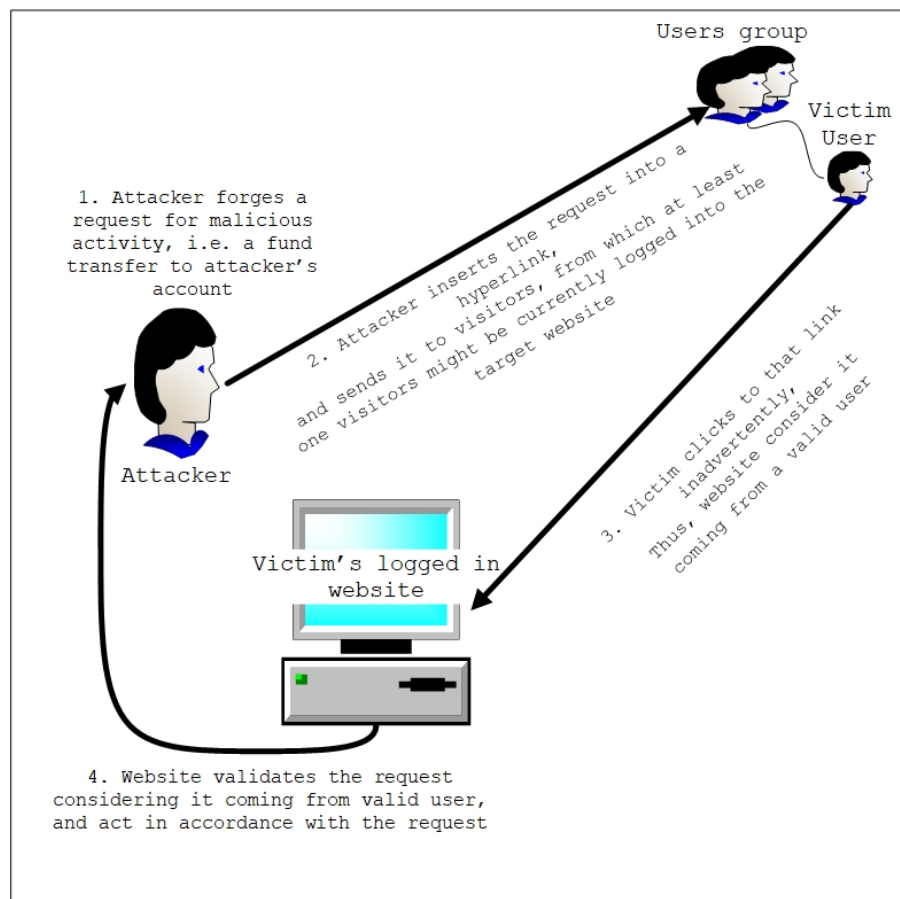 Users group
Victim
User
1. Attacker forges a
request for malicious
activity, i.e. a fund
transfer to attacker's
account
Attacker
2. Attacker inserts the request into a
hyperlink,
and sends it to visitors, from which at least
one visitors might be currently logged into the
target website
3. Victim clicks to that link
inadvertently,
Thus, website consider it
coming from a valid user
Victim's logged in
website
4. Website validates the request
considering it coming from valid user,
and act in accordance with the request